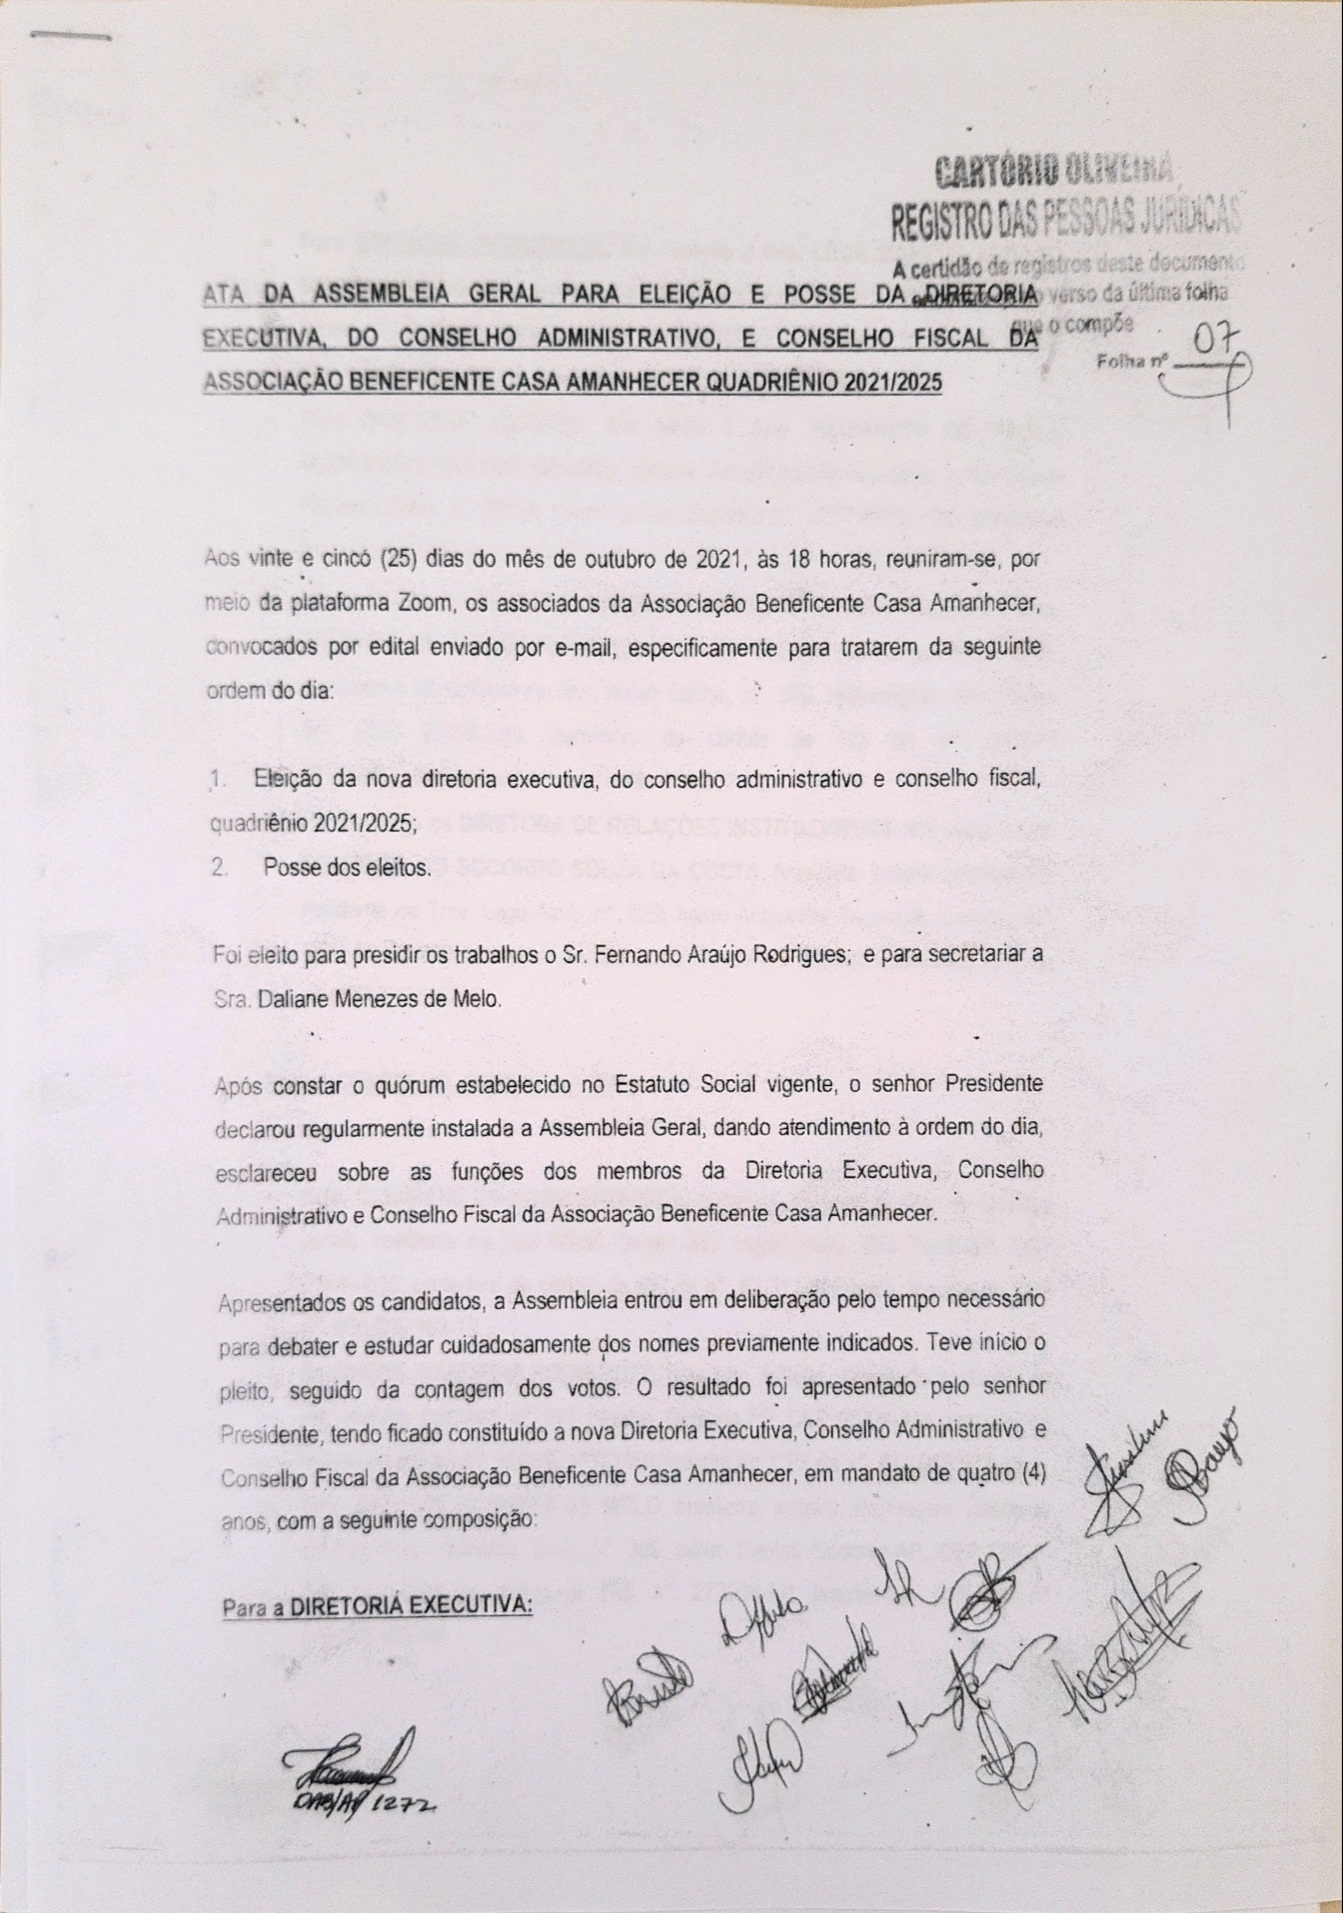 CARTÓRIO OLIVEIRA
REGISTRO DAS PESSOAS JURÍDICAS
A certidão de registros deste documento
verso da última folha
que o compõe
Folha nº 07
ATA DA ASSEMBLEIA GERAL PARA ELEIÇÃO E POSSE DA DIRETORIA
EXECUTIVA, DO CONSELHO ADMINISTRATIVO, E CONSELHO FISCAL DA
ASSOCIAÇÃO BENEFICENTE CASA AMANHECER QUADRIÊNIO 2021/2025
Aos vinte e cinco (25) dias do mês de outubro de 2021, às 18 horas, reuniram-se, por
meio da plataforma Zoom, os associados da Associação Beneficente Casa Amanhecer,
convocados por edital enviado por e-mail, especificamente para tratarem da seguinte
ordem do dia:
1. Eleição da nova diretoria executiva, do conselho administrativo e conselho fiscal,
quadriênio 2021/2025;
2. Posse dos eleitos.
Foi eleito para presidir os trabalhos o Sr. Fernando Araújo Rodrigues; e para secretariar a
Sra. Daliane Menezes de Melo.
Após constar o quórum estabelecido no Estatuto Social vigente, o senhor Presidente
declarou regularmente instalada a Assembleia Geral, dando atendimento à ordem do dia,
esclareceu sobre as funções dos membros da Diretoria Executiva, Conselho
Administrativo e Conselho Fiscal da Associação Beneficente Casa Amanhecer.
Apresentados os candidatos, a Assembleia entrou em deliberação pelo tempo necessário
para debater e estudar cuidadosamente dos nomes previamente indicados. Teve início o
pleito, seguido da contagem dos votos. O resultado foi apresentado pelo senhor
Presidente, tendo ficado constituído a nova Diretoria Executiva, Conselho Administrativo e
Conselho Fiscal da Associação Beneficente Casa Amanhecer, em mandato de quatro (4)
anos, com a seguinte composição:
Para a DIRETORIA EXECUTIVA:
OAB/AP 1272